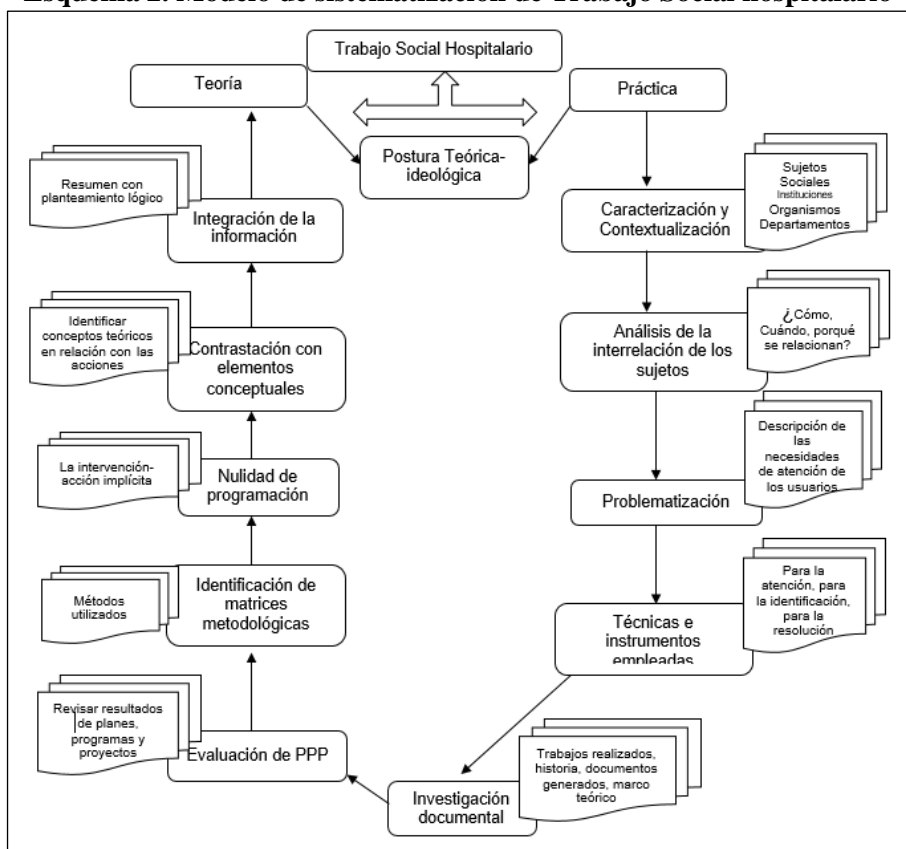 Esquema 2. Modelo de sistematización de Trabajo Social hospitalario
Trabajo Social Hospitalario
Teoría
Práctica
Postura Teórica-
ideológica
Resumen con
planteamiento lógico
Integración de la
información
Caracterización y
Contextualización
Sujetos
Sociales
Instituciones
Organismos
Departamentos
Identificar
conceptos teóricos
en relación con las
acciones
Contrastación con
elementos
conceptuales
Análisis de la
interrelación de los
sujetos
¿Cómo,
Cuándo, porqué
se relacionan?
La intervención-
acción implícita
Nulidad de
programación
Problematización
Descripción de
las
necesidades
de atención de
los usuarios
Métodos
utilizados
Identificación de
matrices
metodológicas
Técnicas e
instrumentos
empleadas
Para la
atención, para
la identificación,
para la
resolución
Revisar resultados
de planes,
programas y
proyectos
Evaluación de PPP
Investigación
documental
Trabajos realizados,
historia, documentos
generados, marco
teórico